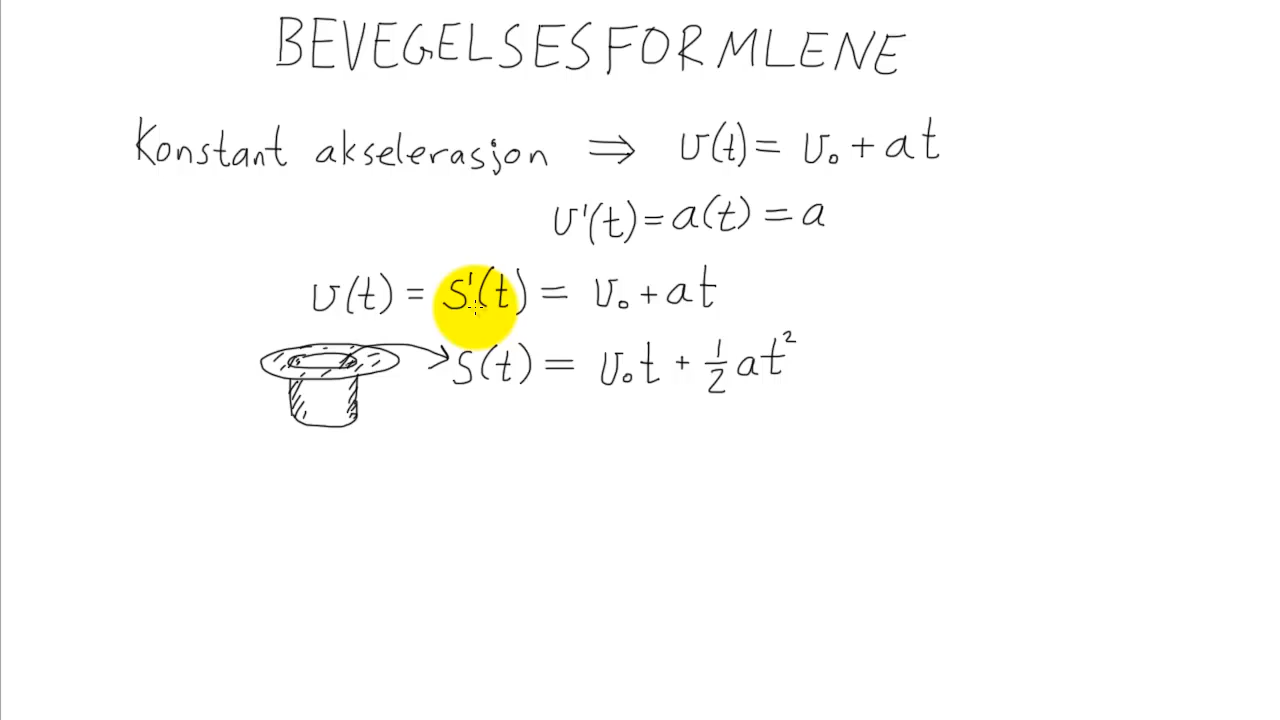 BEVEGELSESFORMLENE
Konstant akselerasjon ⇒ v(t) = v₀ + at
v'(t) = a(t) = a
v(t) = s'(t) = v₀ + at
s(t) = v₀t + ½at²